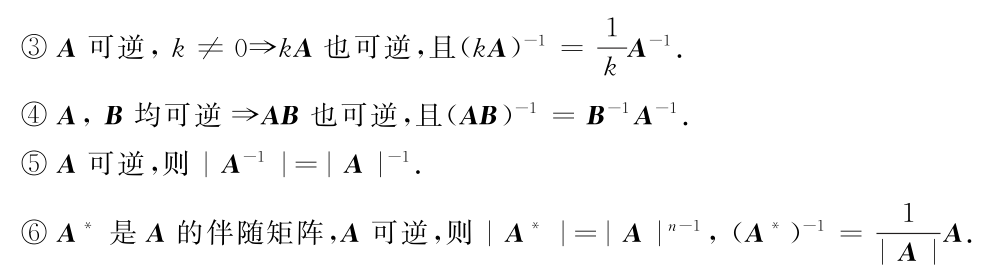 ③ A 可逆, k ≠ 0⇒kA 也可逆,且(kA)⁻¹ = \frac{1}{k}A⁻¹.
④ A, B 均可逆⇒AB 也可逆,且(AB)⁻¹ = B⁻¹A⁻¹.
⑤ A 可逆,则 | A⁻¹ |=| A |⁻¹.
⑥ A* 是 A 的伴随矩阵,A 可逆,则 | A* |=| A |ⁿ⁻¹, (A*)⁻¹ = \frac{1}{| A |}A.